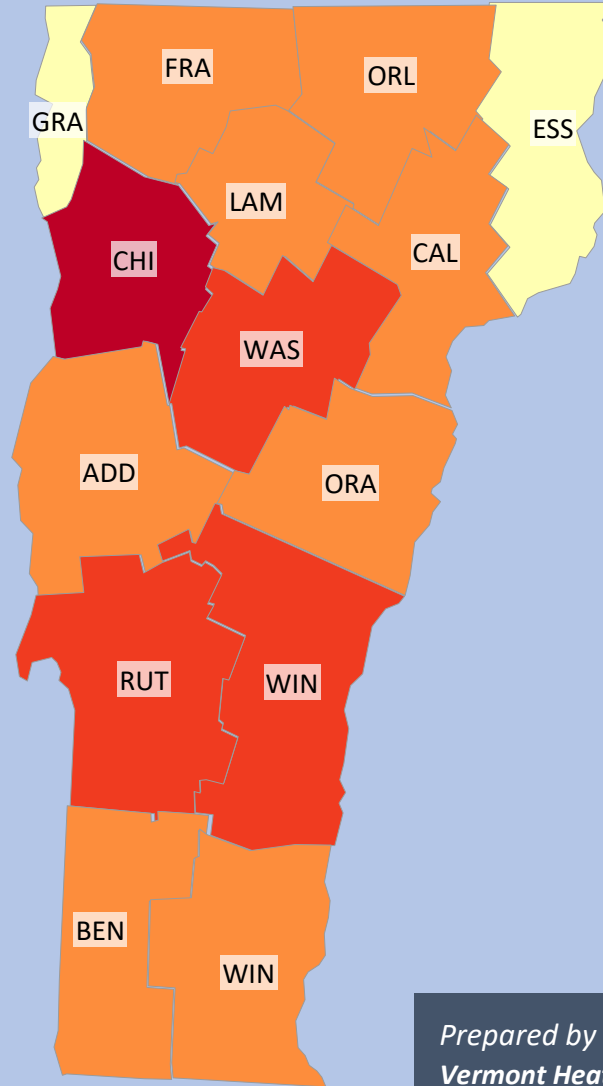 FRA
ORL
GRA
ESS
LAM
CHI
CAL
WAS
ADD
ORA
RUT
WIN
BEN
WIN
Prepared by
Vermont Hea